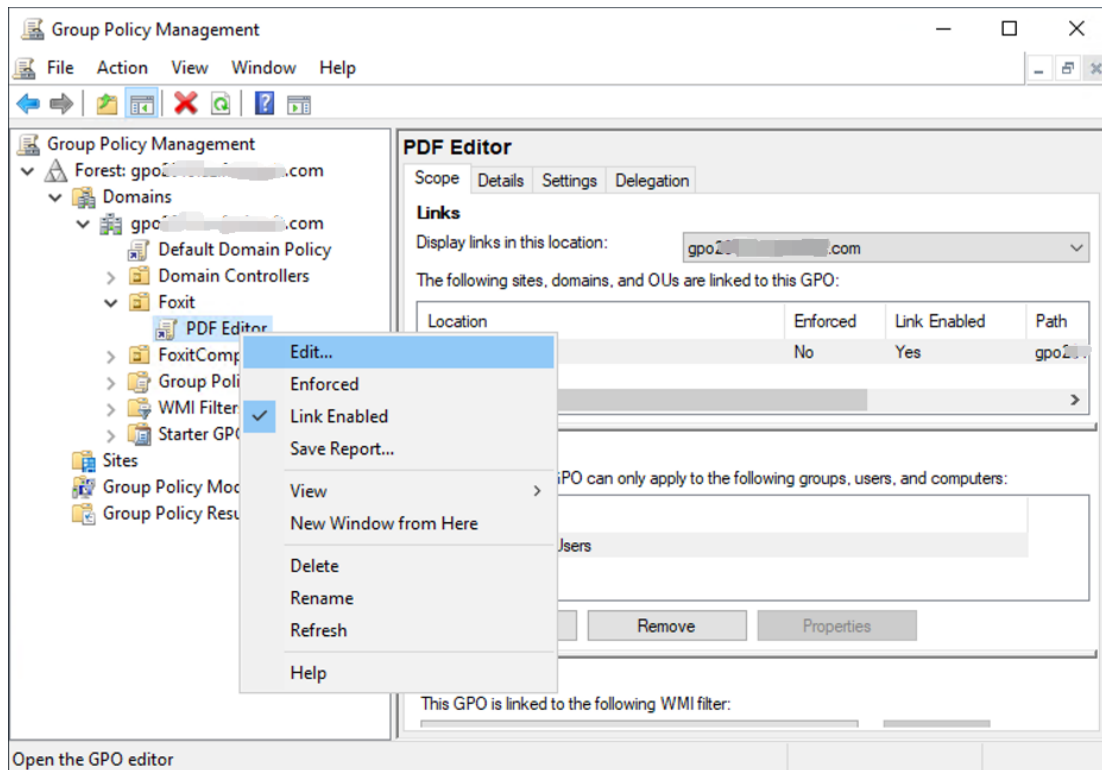 Group Policy Management
File Action View Window Help
Group Policy Management
Forest: gpo .com
Domains
gpo .com
Default Domain Policy
Domain Controllers
Foxit
PDF Editor
FoxitComp
Group Poli
WMI Filter
Starter GP
Sites
Group Policy Mod
Group Policy Resu
Edit...
Enforced
Link Enabled
Save Report...
View
New Window from Here
Delete
Rename
Refresh
Help
PDF Editor
Scope Details Settings Delegation
Links
Display links in this location: gpo2 .com
The following sites, domains, and OUs are linked to this GPO:
Location Enforced Link Enabled Path
No Yes gpo2
GPO can only apply to the following groups, users, and computers:
Users
Remove Properties
This GPO is linked to the following WMI filter:
Open the GPO editor